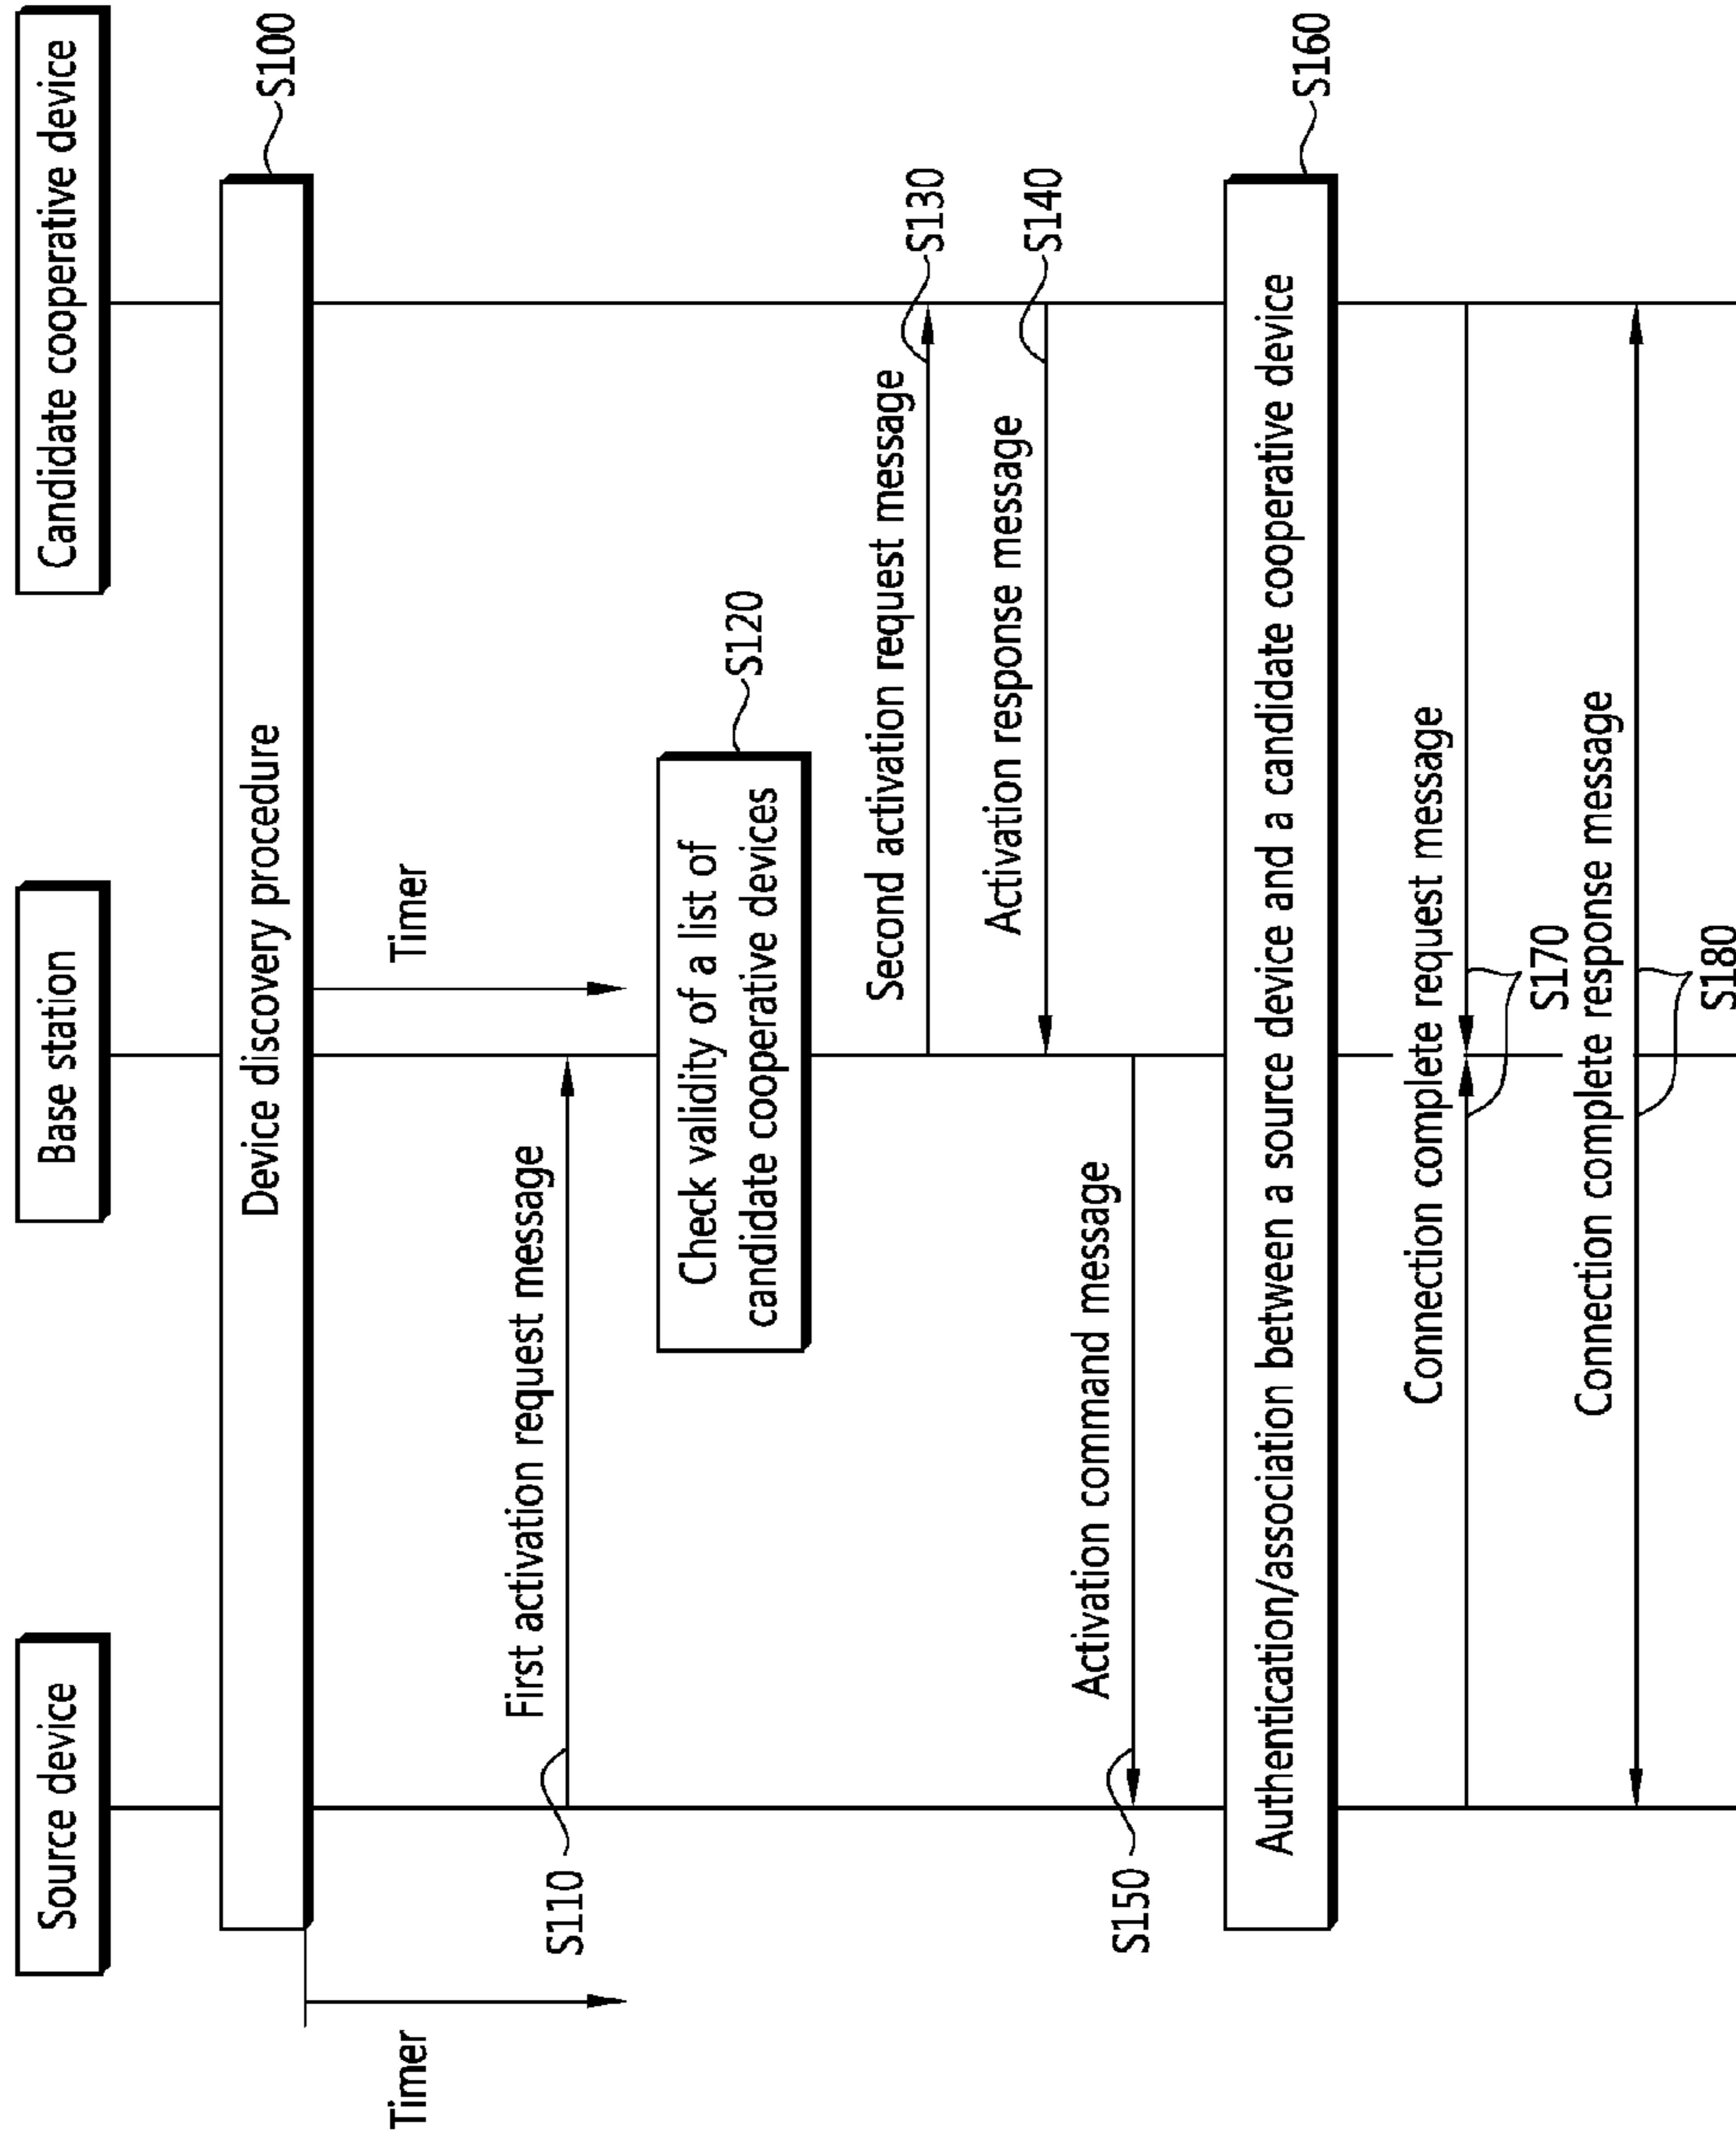 Source device
Base station
Candidate cooperative device
Device discovery procedure
S100
Timer
Timer
First activation request message
S110
Check validity of a list of
candidate cooperative devices
S120
Second activation request message
S130
Activation response message
S140
Activation command message
S150
Authentication/association between a source device and a candidate cooperative device
S160
Connection complete request message
S170
Connection complete response message
S180